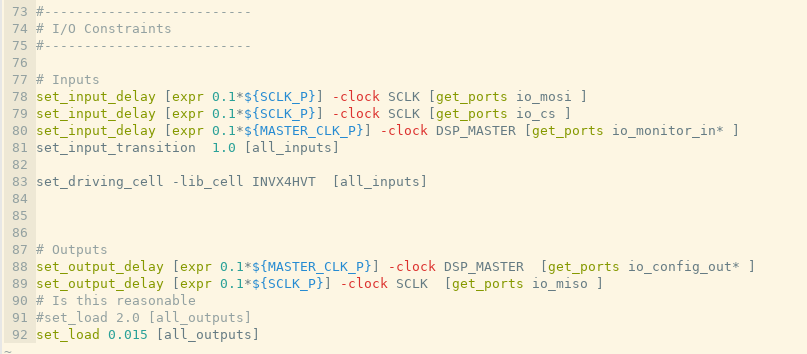 73 #--------------------------
74 # I/O Constraints
75 #--------------------------
76
77 # Inputs
78 set_input_delay [expr 0.1*${SCLK_P}] -clock SCLK [get_ports io_mosi ]
79 set_input_delay [expr 0.1*${SCLK_P}] -clock SCLK [get_ports io_cs ]
80 set_input_delay [expr 0.1*${MASTER_CLK_P}] -clock DSP_MASTER [get_ports io_monitor_in* ]
81 set_input_transition  1.0 [all_inputs]
82
83 set_driving_cell -lib_cell INVX4HVT  [all_inputs]
84
85
86
87 # Outputs
88 set_output_delay [expr 0.1*${MASTER_CLK_P}] -clock DSP_MASTER  [get_ports io_config_out* ]
89 set_output_delay [expr 0.1*${SCLK_P}] -clock SCLK  [get_ports io_miso ]
90 # Is this reasonable
91 #set_load 2.0 [all_outputs]
92 set_load 0.015 [all_outputs]
~